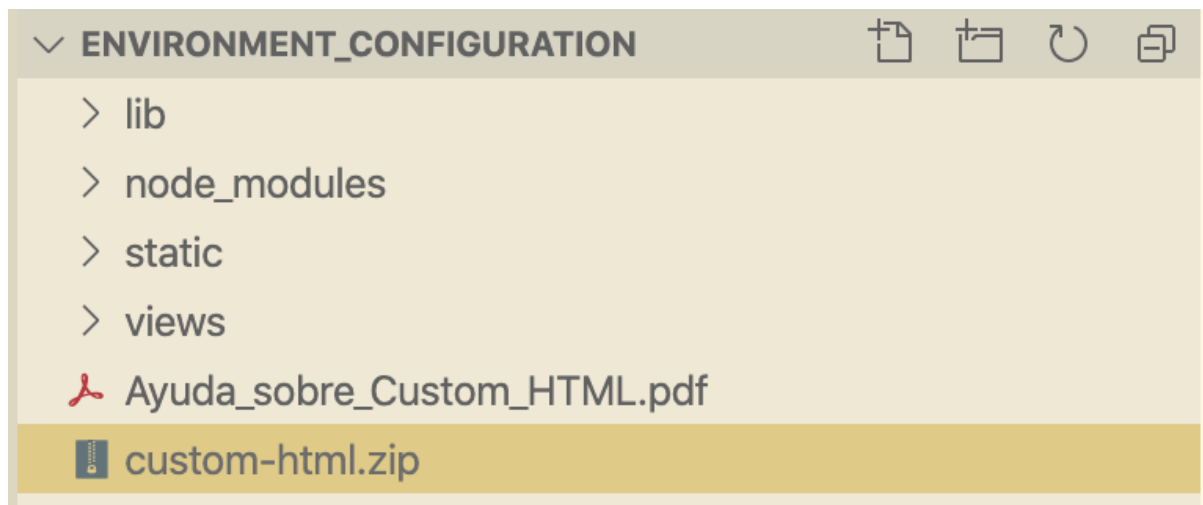 ENVIRONMENT_CONFIGURATION
lib
node_modules
static
views
Ayuda_sobre_Custom_HTML.pdf
custom-html.zip